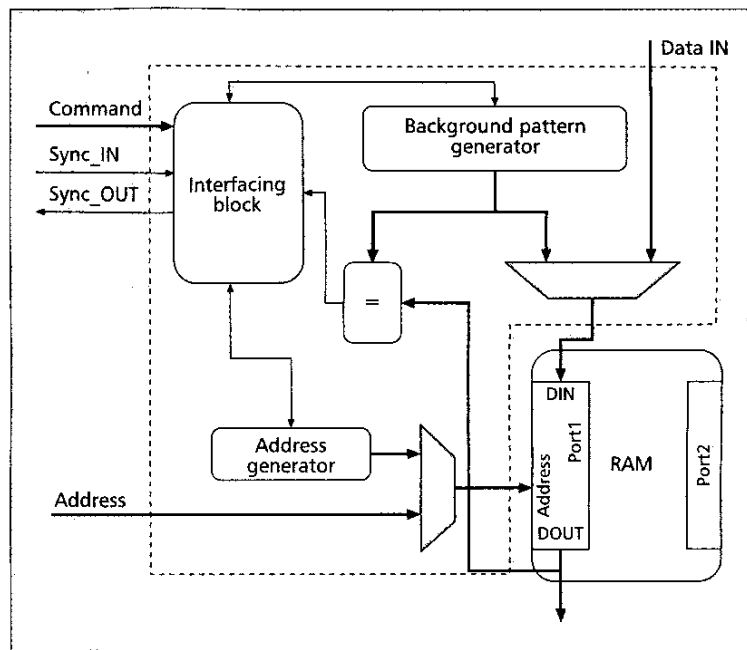 Data IN
Command
Background pattern
generator
Sync_IN
Interfacing
block
Sync_OUT
=
DIN
Port1
RAM
Port2
Address
generator
Address
Address
DOUT